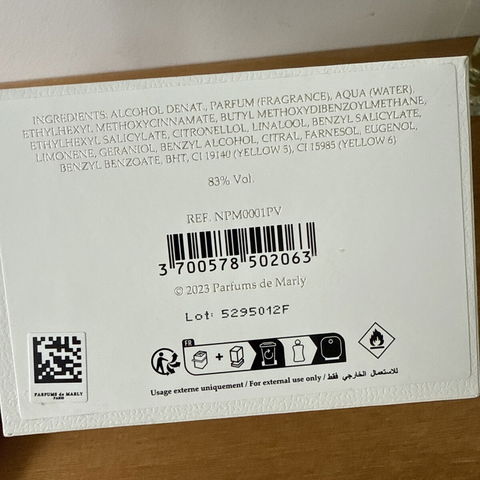 INGREDIENTS: ALCOHOL DENAT., PARFUM (FRAGRANCE), AQUA (WATER),
ETHYLHEXYL METHOXYCINNAMATE, BUTYL METHOXYDIBENZOYLMETHANE,
ETHYLHEXYL SALICYLATE, CITRONELLOL, LINALOOL, BENZYL SALICYLATE,
LIMONENE, GERANIOL, BENZYL ALCOHOL, CITRAL, FARNESOL, EUGENOL,
BENZYL BENZOATE, BHT, CI 19140 (YELLOW 5), CI 15985 (YELLOW 6)
83% Vol.
REF. NPM0001PV
3 700578 502063
© 2023 Parfums de Marly
Lot: 5295012F
FR
PARFUMS de MARLY
PARIS
Usage externe uniquement / For external use only / للاستعمال الخارجي فقط